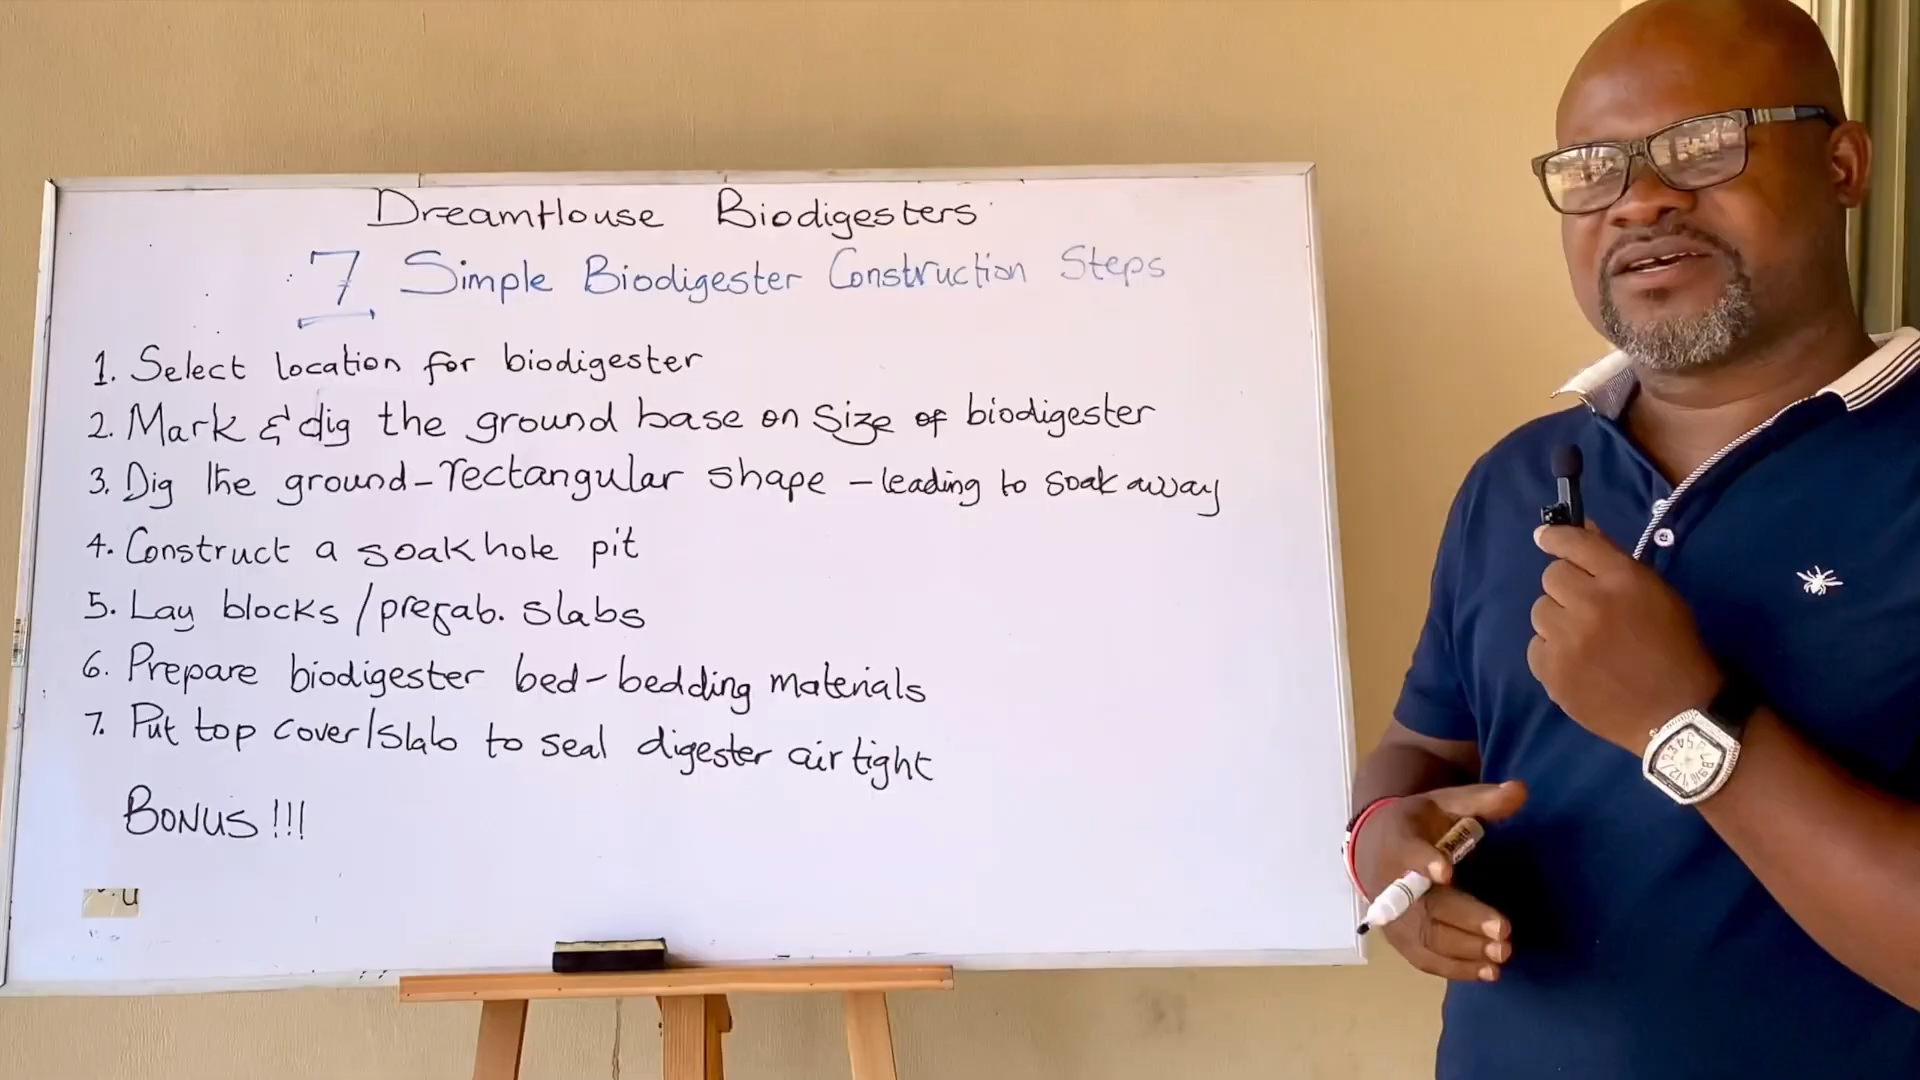 DreamHouse Biodigesters
7 Simple Biodigester Construction Steps
1. Select location for biodigester
2. Mark & dig the ground base on size of biodigester
3. Dig the ground - rectangular shape - leading to soak away
4. Construct a soak hole pit
5. Lay blocks / prefab. slabs
6. Prepare biodigester bed - bedding materials
7. Put top cover/slab to seal digester air tight
BONUS!!!